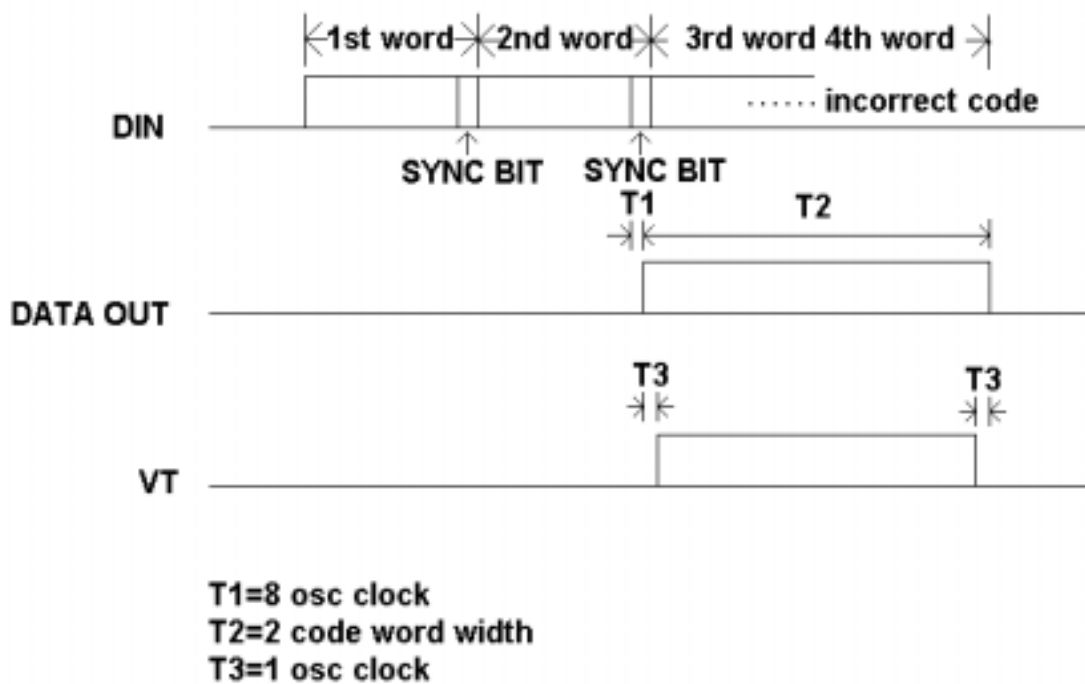 1st word 2nd word 3rd word 4th word
...... incorrect code
DIN
SYNC BIT SYNC BIT
T1 T2
DATA OUT
T3 T3
VT
T1=8 osc clock
T2=2 code word width
T3=1 osc clock